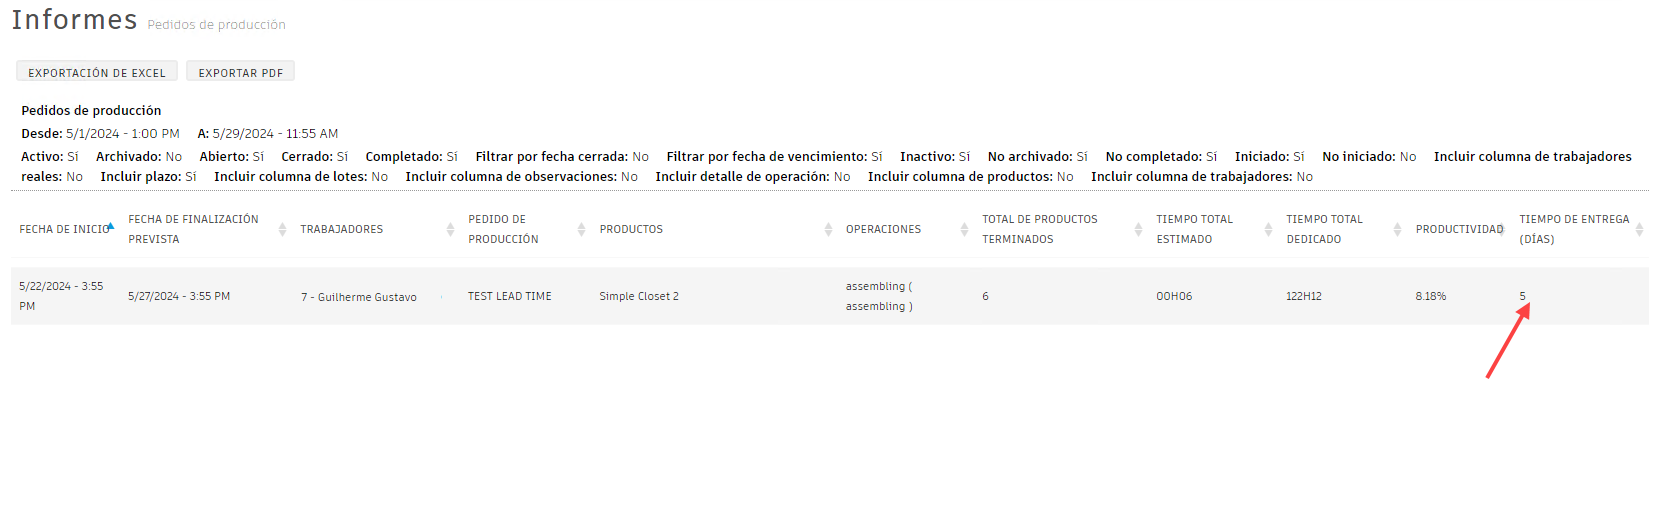 Informes Pedidos de producción
EXPORTACIÓN DE EXCEL EXPORTAR PDF
Pedidos de producción
Desde: 5/1/2024 - 1:00 PM A: 5/29/2024 - 11:55 AM
Activo: Sí Archivado: No Abierto: Sí Cerrado: Sí Completado: Sí Filtrar por fecha cerrada: No Filtrar por fecha de vencimiento: Sí Inactivo: Sí No archivado: Sí No completado: Sí Iniciado: Sí No iniciado: No Incluir columna de trabajadores
reales: No Incluir plazo: Sí Incluir columna de lotes: No Incluir columna de observaciones: No Incluir detalle de operación: No Incluir columna de productos: No Incluir columna de trabajadores: No
FECHA DE INICIO
FECHA DE FINALIZACIÓN
PREVISTA
TRABAJADORES
PEDIDO DE
PRODUCCIÓN
PRODUCTOS
OPERACIONES
TOTAL DE PRODUCTOS
TERMINADOS
TIEMPO TOTAL
ESTIMADO
TIEMPO TOTAL
DEDICADO
PRODUCTIVIDAD
TIEMPO DE ENTREGA
(DÍAS)
5/22/2024 - 3:55
PM
5/27/2024 - 3:55 PM
7 - Guilherme Gustavo
TEST LEAD TIME
Simple Closet 2
assembling (
assembling )
6
00H06
122H12
8.18%
5